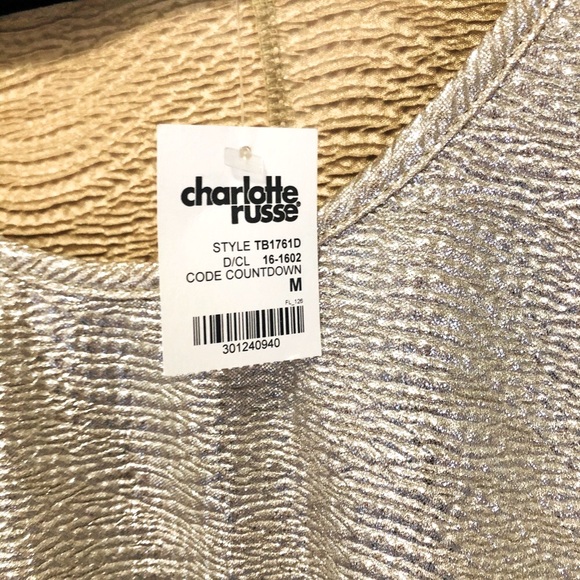 charlotte
russe
STYLE TB1761D
D/CL 16-1602
CODE COUNTDOWN
M
FL_126
301240940